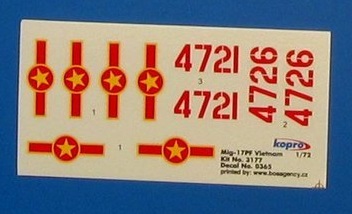 4721
3
4721
4726
4726
2
1
1
kopro
Mig-17PF Vietnam 1/72
Kit No. 3177
Decal No. 0365
printed by: www.boaagency.cz